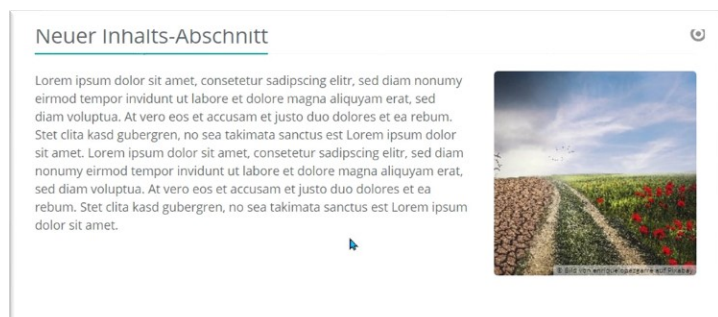 Neuer Inhalts-Abschnitt
Lorem ipsum dolor sit amet, consetetur sadipscing elitr, sed diam nonumy
eirmod tempor invidunt ut labore et dolore magna aliquyam erat, sed
diam voluptua. At vero eos et accusam et justo duo dolores et ea rebum.
Stet clita kasd gubergren, no sea takimata sanctus est Lorem ipsum dolor
sit amet. Lorem ipsum dolor sit amet, consetetur sadipscing elitr, sed diam
nonumy eirmod tempor invidunt ut labore et dolore magna aliquyam erat,
sed diam voluptua. At vero eos et accusam et justo duo dolores et ea
rebum. Stet clita kasd gubergren, no sea takimata sanctus est Lorem ipsum
dolor sit amet.
© Bild von auf Pixabay